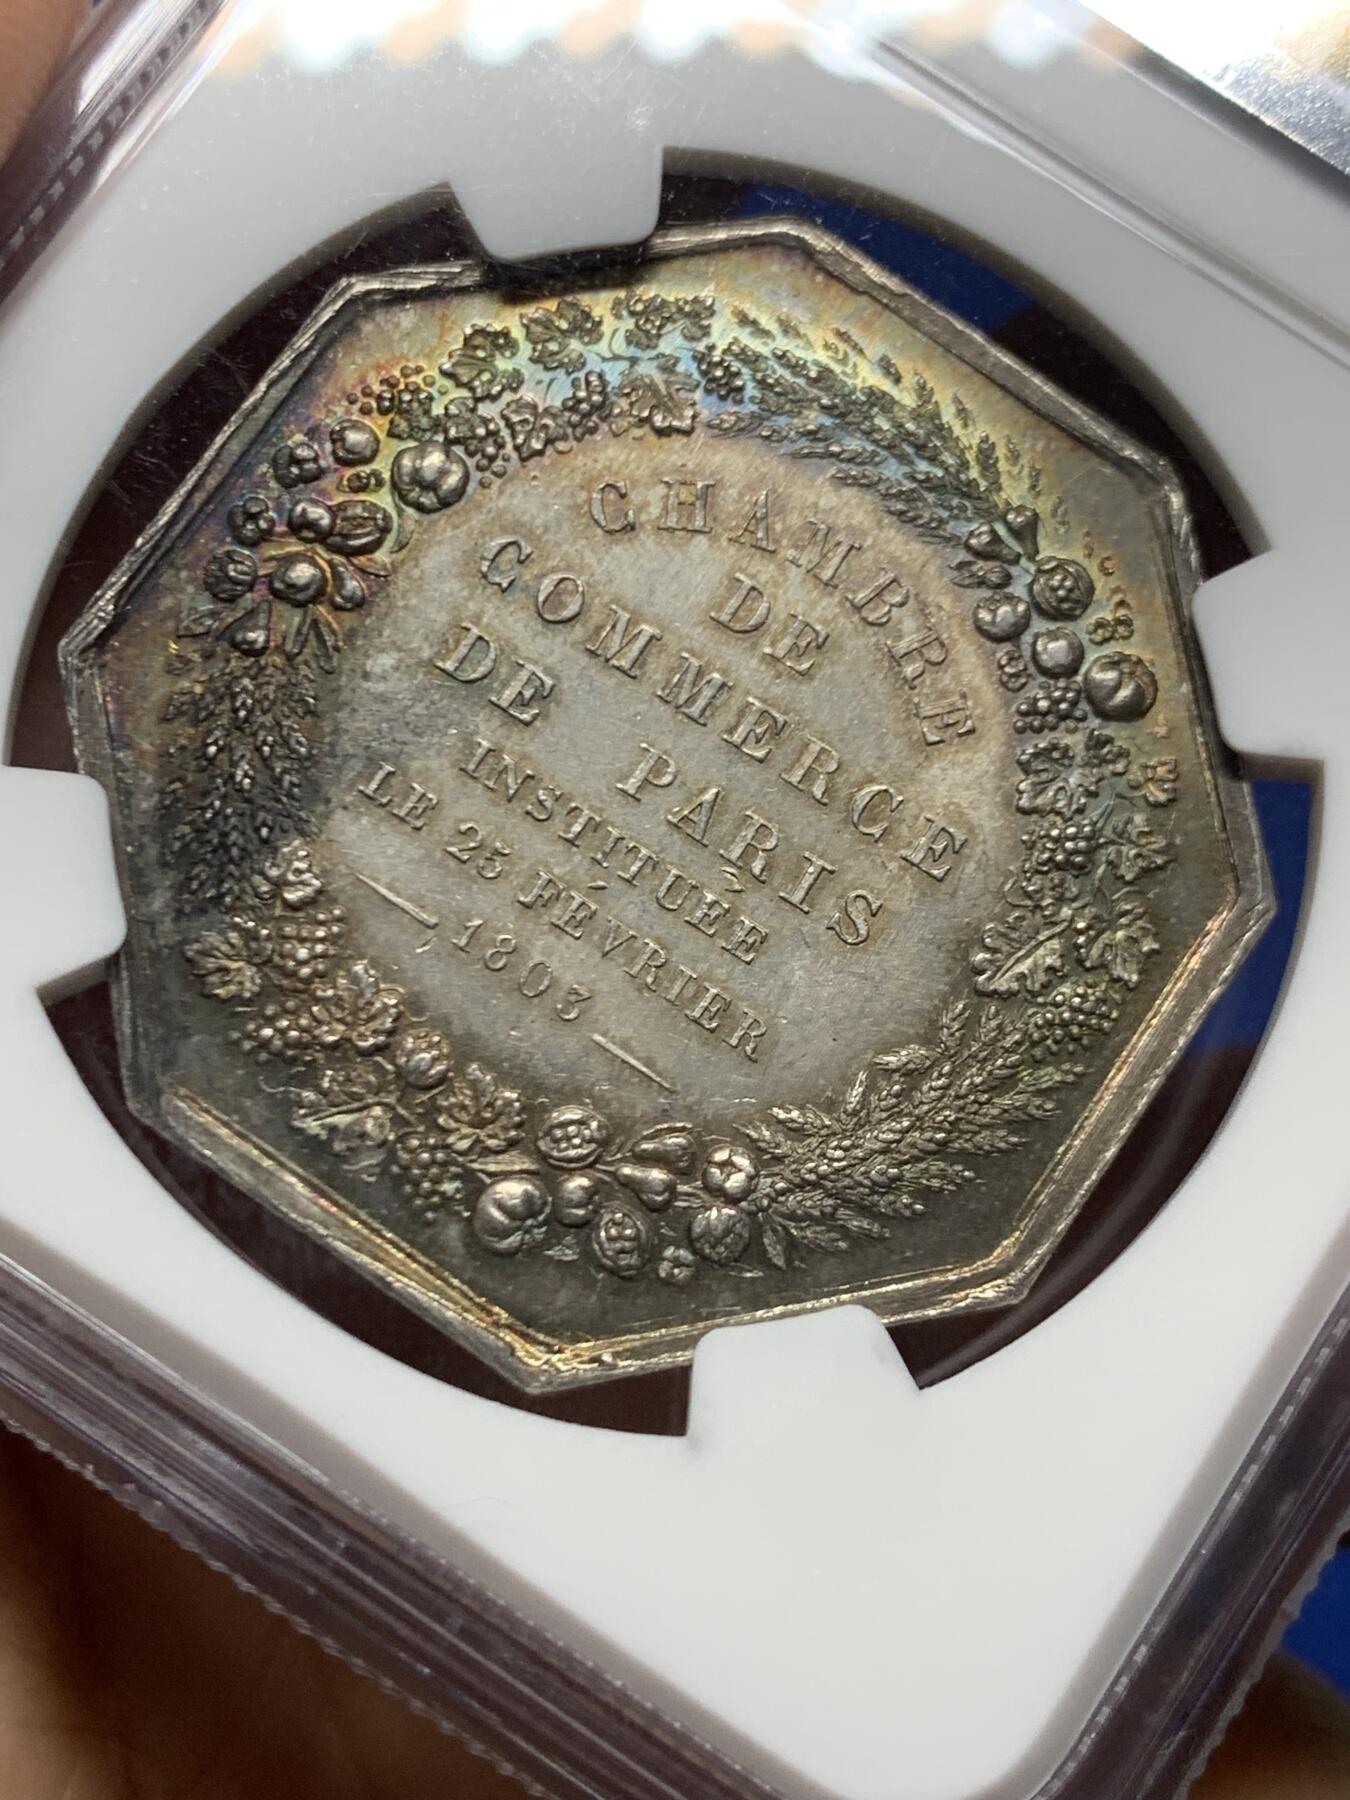 CHAMBRE
DE
COMMERCE
DE PARIS
INSTITUÉE
LE 25 FÉVRIER
— 1803 —